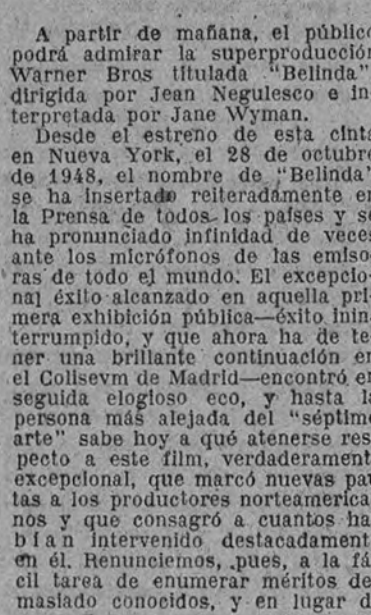 A partir de mañana, el público
podrá admirar la superproducción
Warner Bros titulada "Belinda"
dirigida por Jean Negulesco e in-
terpretada por Jane Wyman.
Desde el estreno de esta cinta
en Nueva York, el 28 de octubre
de 1948, el nombre de "Belinda"
se ha insertado reiteradamente en
la Prensa de todos los países y se
ha pronunciado infinidad de veces
ante los micrófonos de las emiso-
ras de todo el mundo. El excepcio-
nal éxito alcanzado en aquella pri-
mera exhibición pública—éxito inin-
terrumpido, y que ahora ha de te-
ner una brillante continuación en
el Colisevm de Madrid—encontró en
seguida elogioso eco, y hasta la
persona más alejada del "séptimo
arte" sabe hoy a qué atenerse res-
pecto a este film, verdaderament
excepcional, que marcó nuevas pau-
tas a los productores norteamerica-
nos y que consagró a cuantos ha-
bían intervenido destacadament
en él. Renunciemos, pues, a la fá-
cil tarea de enumerar méritos de-
masiado conocidos, y en lugar d